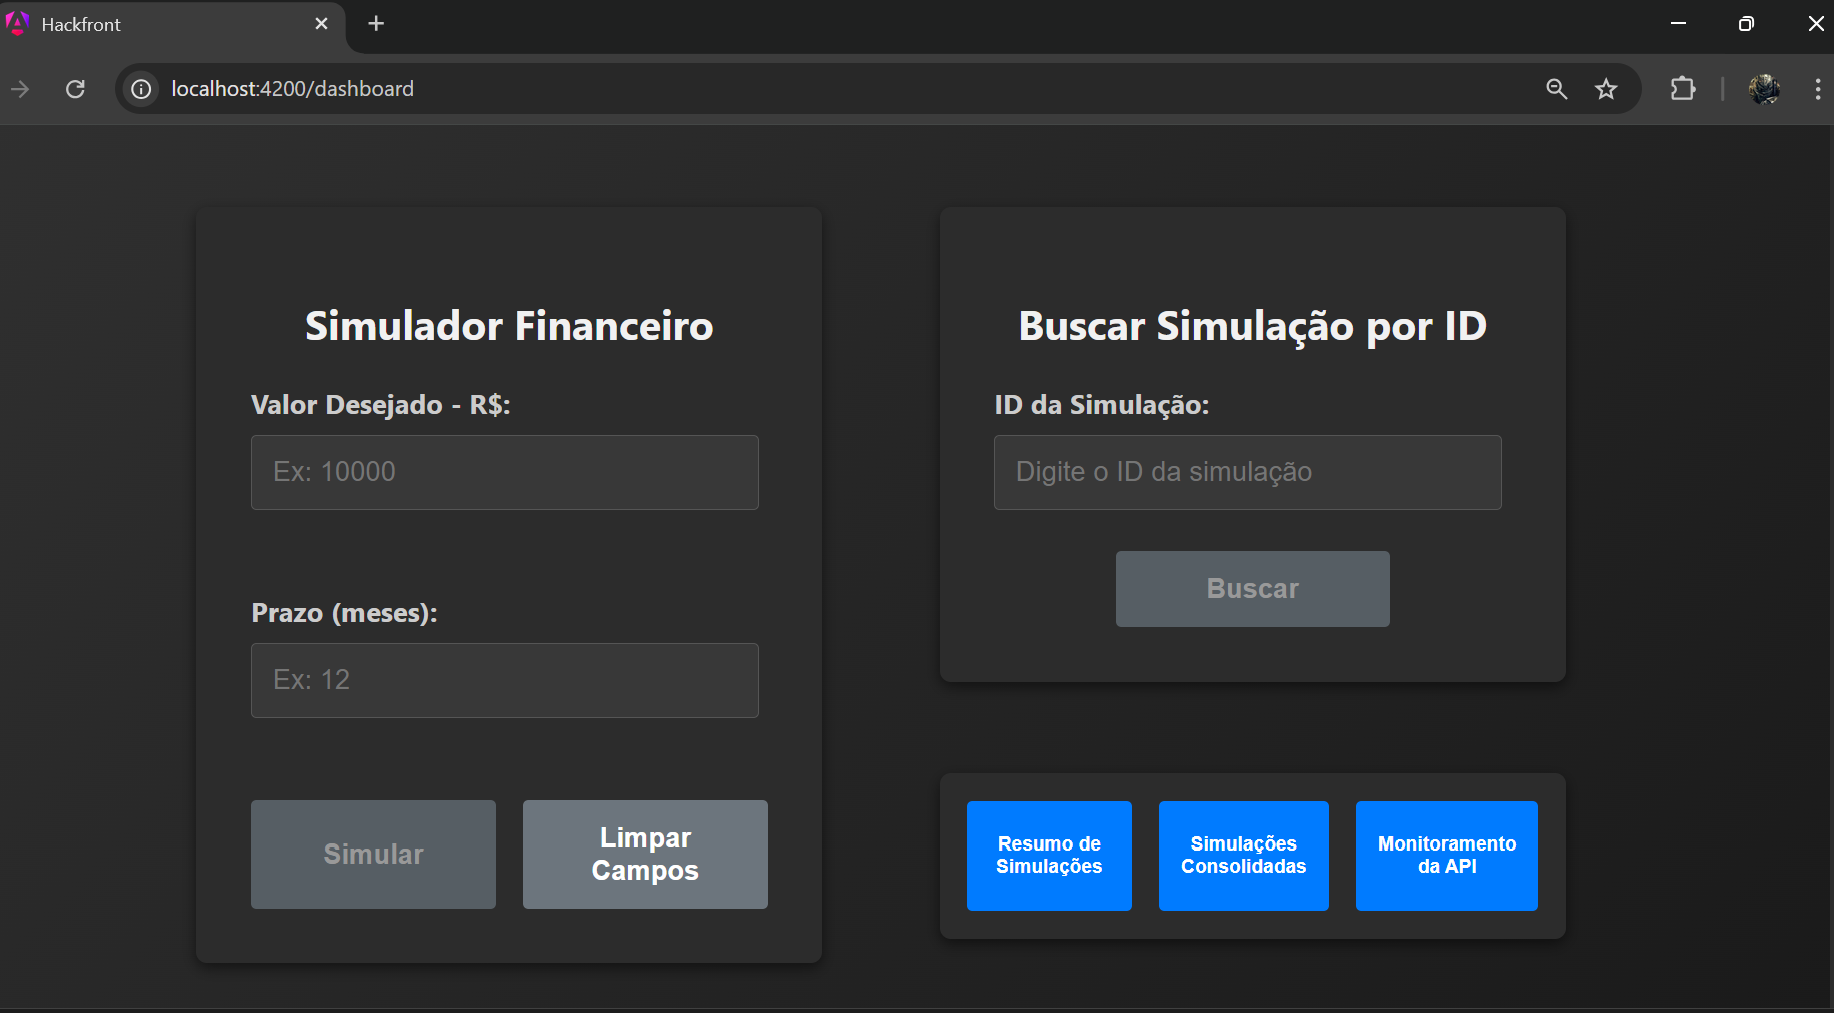 Hackfront
localhost:4200/dashboard
Simulador Financeiro
Valor Desejado - R$:
Ex: 10000
Prazo (meses):
Ex: 12
Simular
Limpar
Campos
Buscar Simulação por ID
ID da Simulação:
Digite o ID da simulação
Buscar
Resumo de
Simulações
Simulações
Consolidadas
Monitoramento
da API